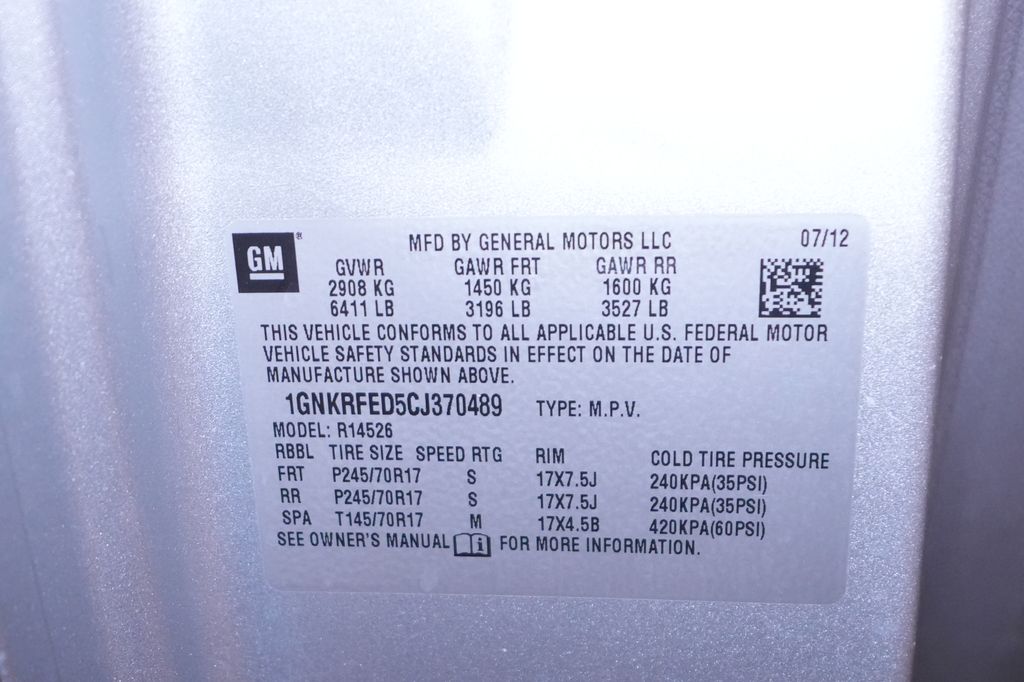 GM ®
MFD BY GENERAL MOTORS LLC 07/12
GVWR GAWR FRT GAWR RR
2908 KG 1450 KG 1600 KG
6411 LB 3196 LB 3527 LB
THIS VEHICLE CONFORMS TO ALL APPLICABLE U.S. FEDERAL MOTOR
VEHICLE SAFETY STANDARDS IN EFFECT ON THE DATE OF
MANUFACTURE SHOWN ABOVE.
1GNKRFED5CJ370489 TYPE: M.P.V.
MODEL: R14526
RBBL TIRE SIZE SPEED RTG RIM COLD TIRE PRESSURE
FRT P245/70R17 S 17X7.5J 240KPA(35PSI)
RR P245/70R17 S 17X7.5J 240KPA(35PSI)
SPA T145/70R17 M 17X4.5B 420KPA(60PSI)
SEE OWNER'S MANUAL i FOR MORE INFORMATION.